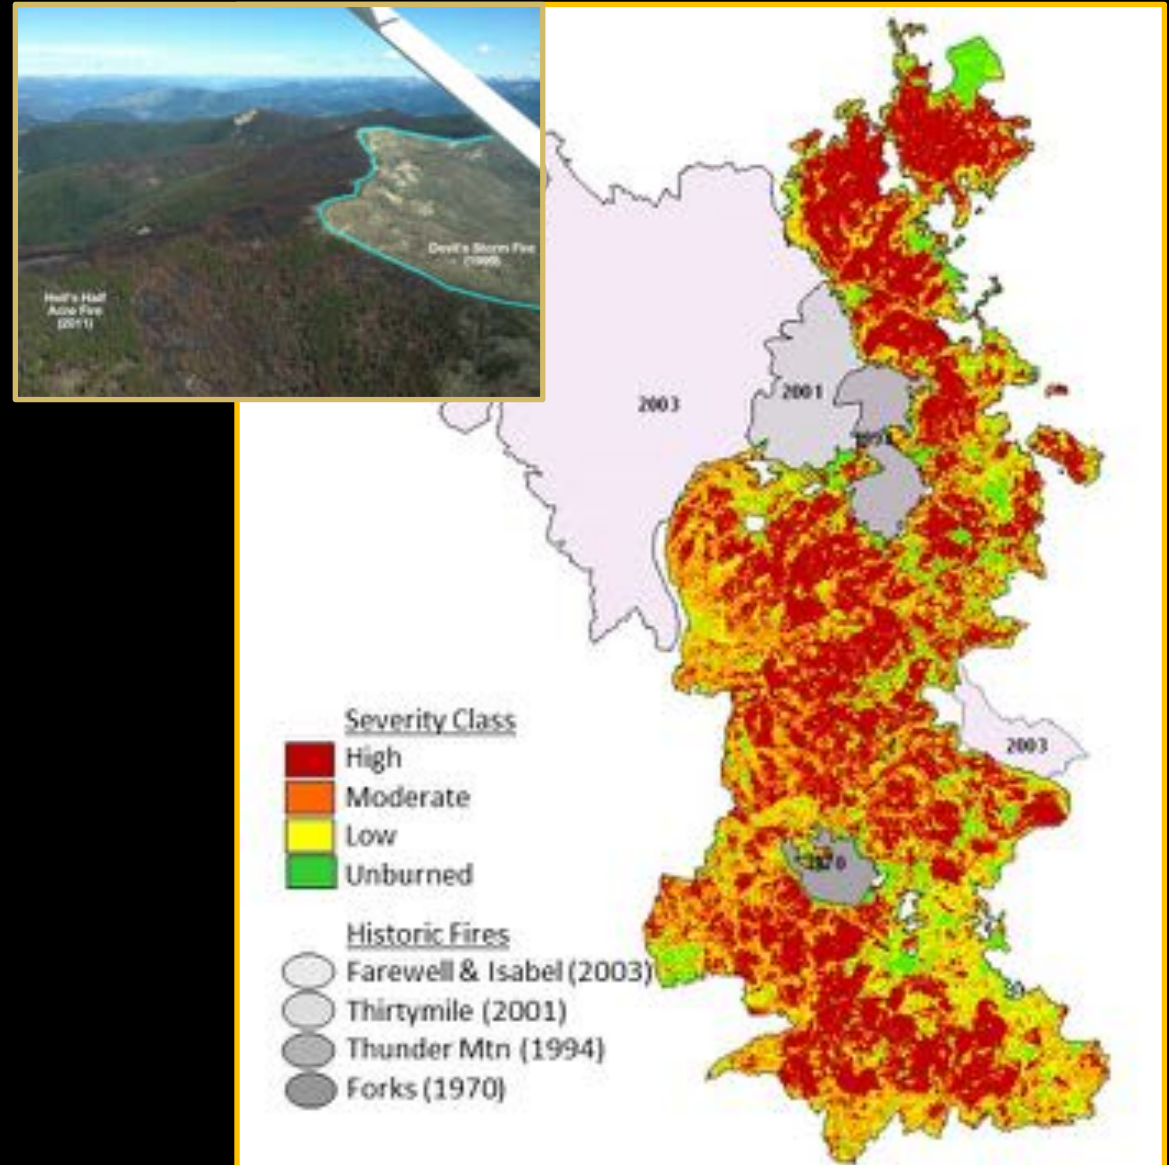 Devil's Storm Fire
Hell's Half
Acre Fire
(2011)
2003
2001
2003
1970
Severity Class
High
Moderate
Low
Unburned
Historic Fires
Farewell & Isabel (2003)
Thirtymile (2001)
Thunder Mtn (1994)
Forks (1970)